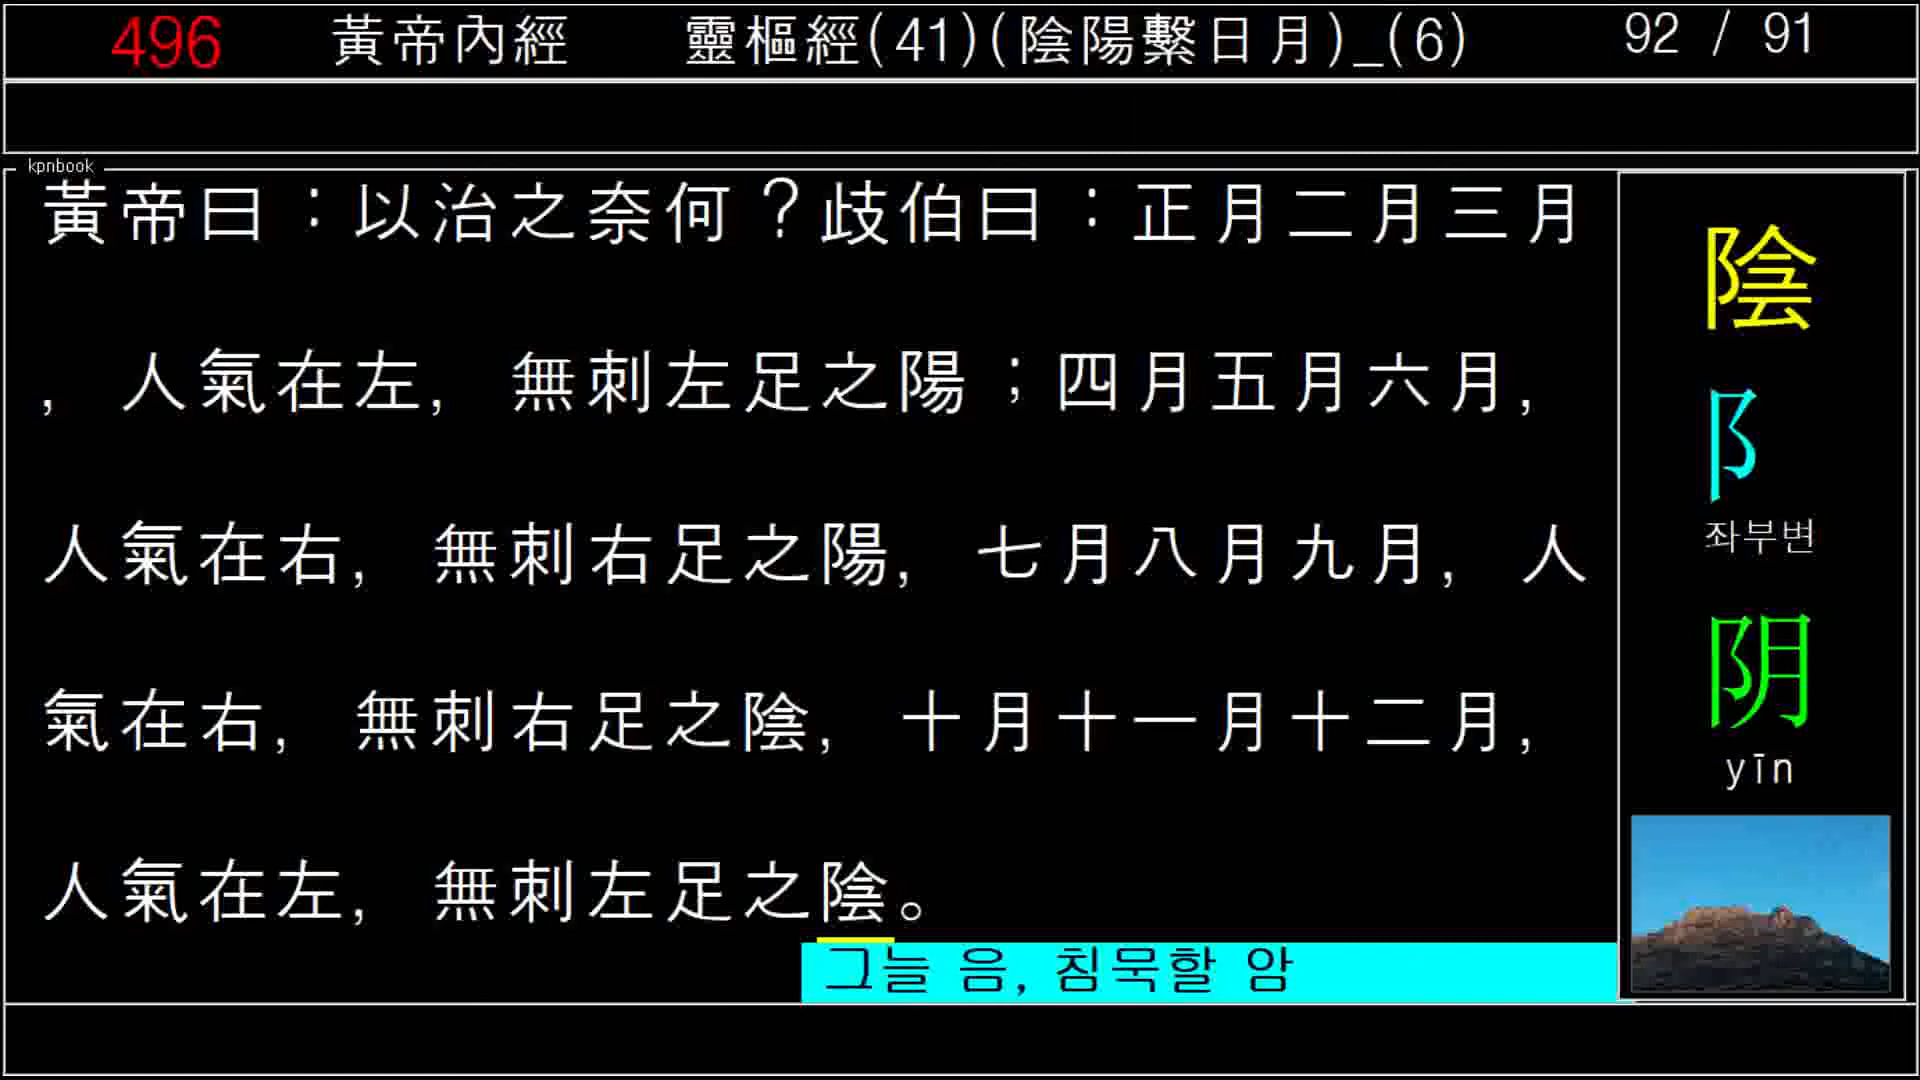 496 黃帝內經 靈樞經(41)(陰陽繫日月)_(6) 92 / 91
kpnbook
黃帝曰：以治之奈何？歧伯曰：正月二月三月
，人氣在左，無刺左足之陽；四月五月六月，
人氣在右，無刺右足之陽，七月八月九月，人
氣在右，無刺右足之陰，十月十一月十二月，
人氣在左，無刺左足之陰。
그늘 음, 침묵할 암
陰
阝
좌부변
阴
yīn